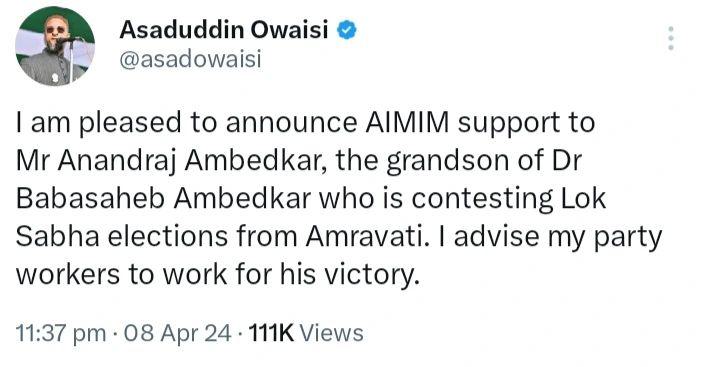 Asaduddin Owaisi
@asadowaisi
I am pleased to announce AIMIM support to
Mr Anandraj Ambedkar, the grandson of Dr
Babasaheb Ambedkar who is contesting Lok
Sabha elections from Amravati. I advise my party
workers to work for his victory.
11:37 pm · 08 Apr 24 · 111K Views